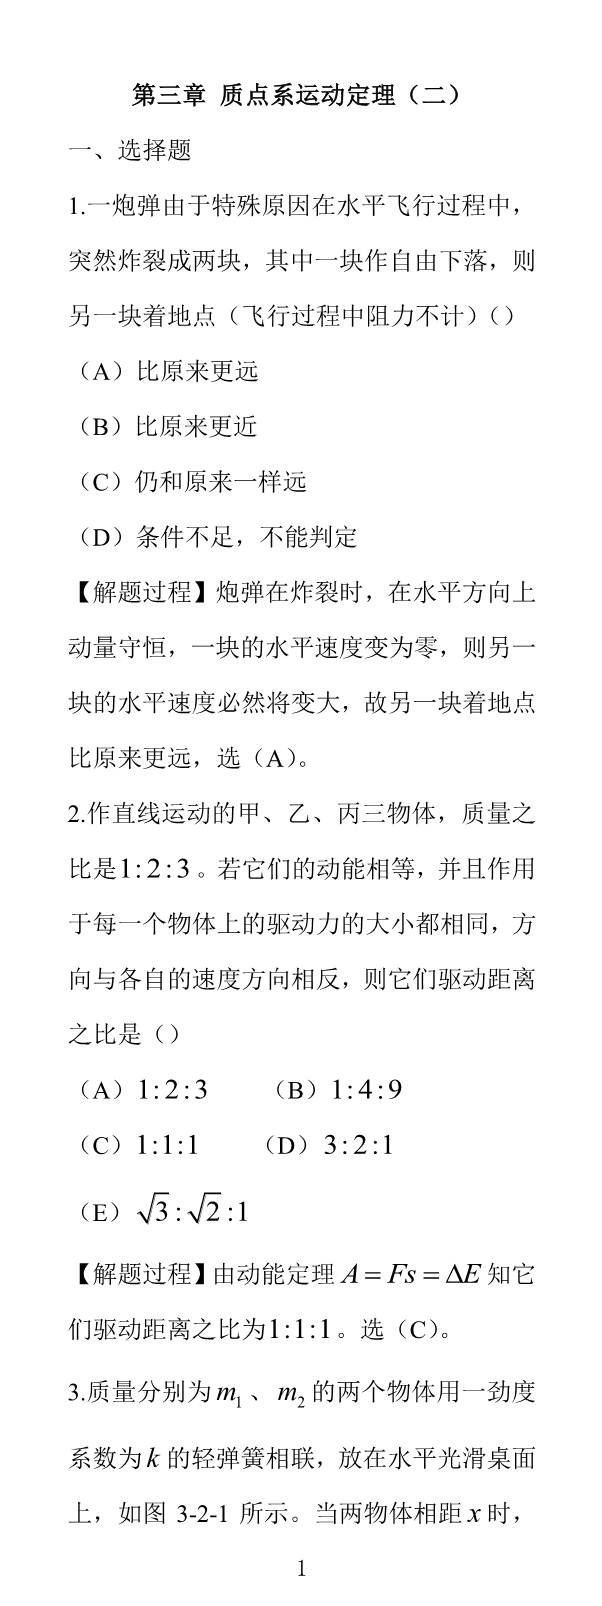 第三章 质点系运动定理（二）
一、选择题
1.一炮弹由于特殊原因在水平飞行过程中，
突然炸裂成两块，其中一块作自由下落，则
另一块着地点（飞行过程中阻力不计）（）
（A）比原来更远
（B）比原来更近
（C）仍和原来一样远
（D）条件不足，不能判定
【解题过程】炮弹在炸裂时，在水平方向上
动量守恒，一块的水平速度变为零，则另一
块的水平速度必然将变大，故另一块着地点
比原来更远，选（A）。
2.作直线运动的甲、乙、丙三物体，质量之
比是1:2:3。若它们的动能相等，并且作用
于每一个物体上的驱动力的大小都相同，方
向与各自的速度方向相反，则它们驱动距离
之比是（）
（A）1:2:3 （B）1:4:9
（C）1:1:1 （D）3:2:1
（E）√3:√2:1
【解题过程】由动能定理 A=Fs=ΔE 知它
们驱动距离之比为1:1:1。选（C）。
3.质量分别为m₁、m₂的两个物体用一劲度
系数为k的轻弹簧相联，放在水平光滑桌面
上，如图 3-2-1 所示。当两物体相距x时，
1